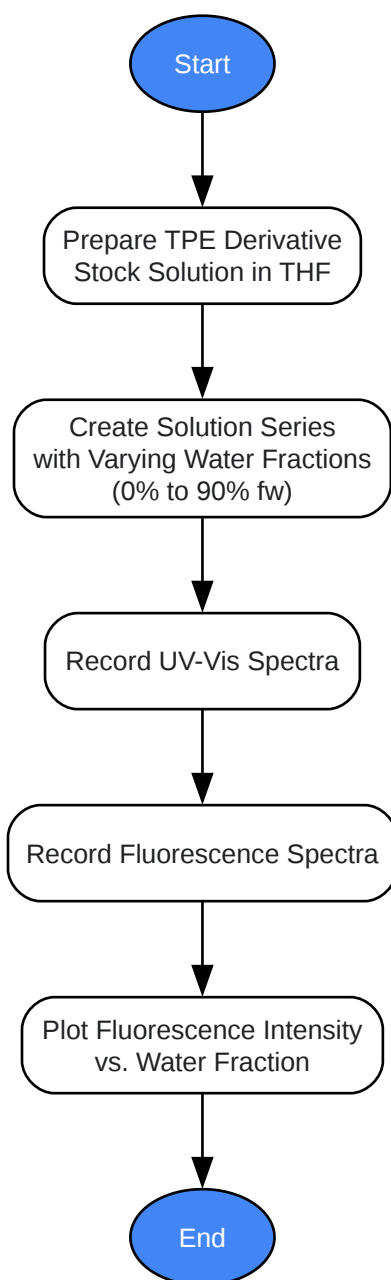 Start
Prepare TPE Derivative
Stock Solution in THF
Create Solution Series
with Varying Water Fractions
(0% to 90% fw)
Record UV-Vis Spectra
Record Fluorescence Spectra
Plot Fluorescence Intensity
vs. Water Fraction
End